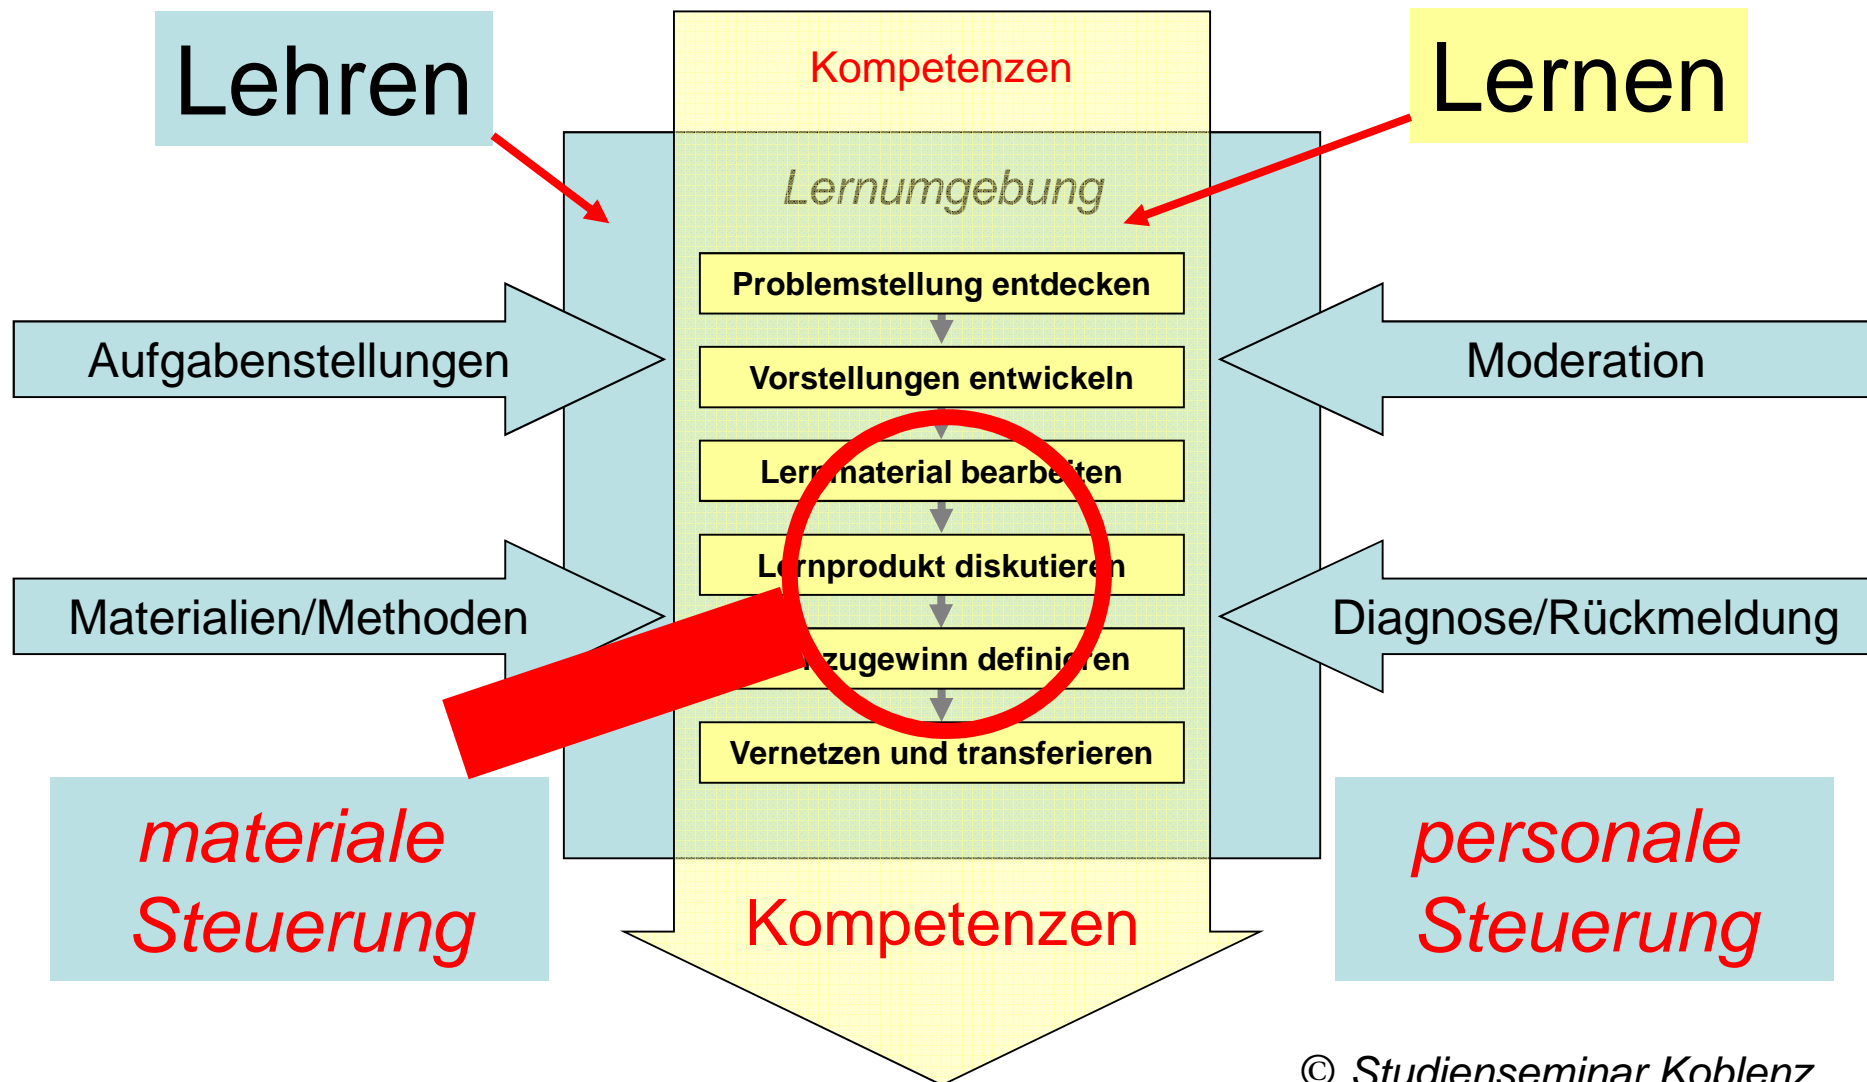 Lehren
Kompetenzen
Lernen
Lernumgebung
Problemstellung entdecken
Aufgabenstellungen
Vorstellungen entwickeln
Moderation
Lernmaterial bearbeiten
Lernprodukt diskutieren
Materialien/Methoden
Diagnose/Rückmeldung
zugewinn definieren
Vernetzen und transferieren
materiale
Steuerung
Kompetenzen
personale
Steuerung
© Studienseminar Koblenz